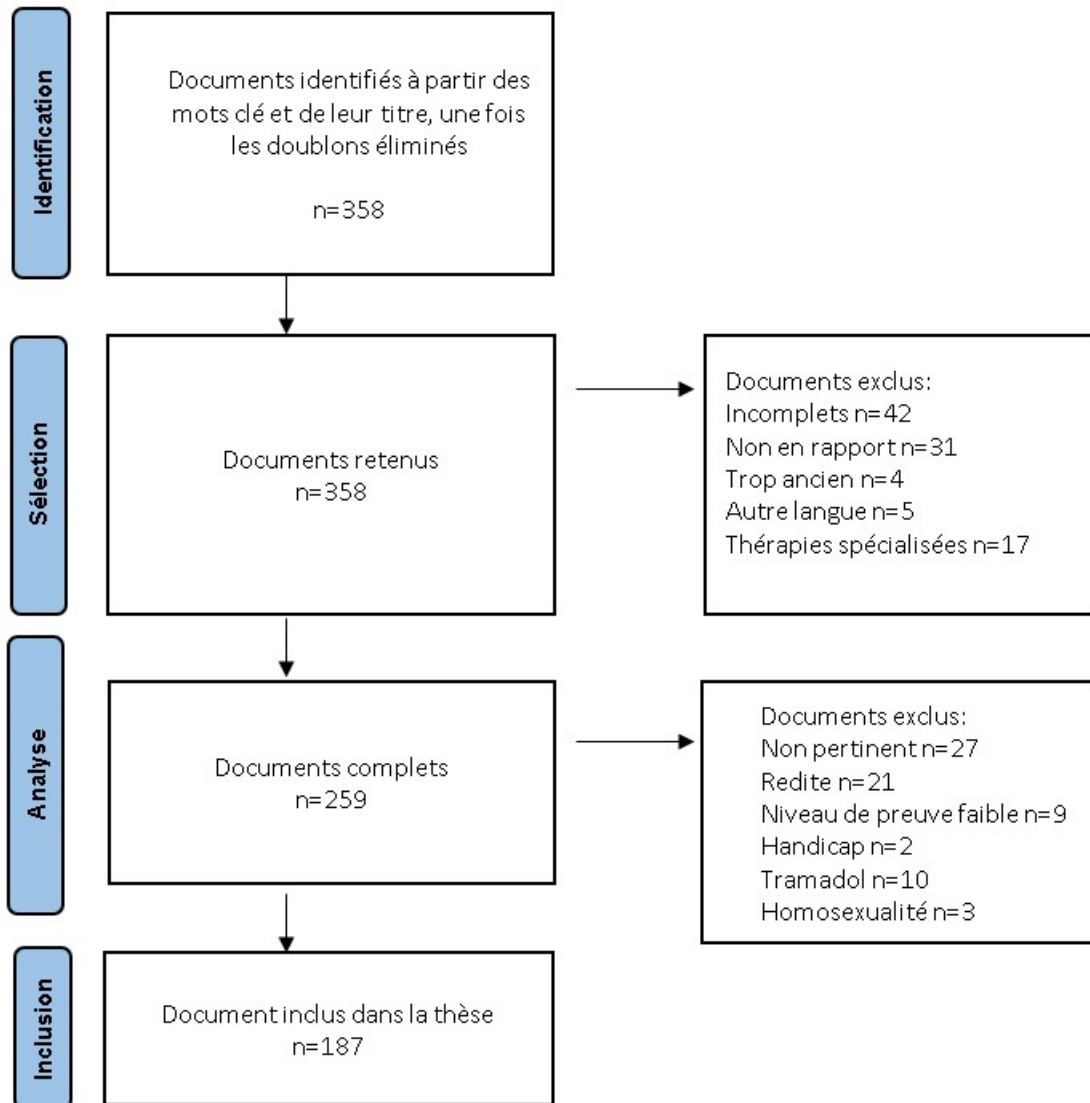 Identification
Documents identifiés à partir des
mots clé et de leur titre, une fois
les doublons éliminés
n=358
Sélection
Documents retenus
n=358
Documents exclus:
Incomplets n=42
Non en rapport n=31
Trop ancien n=4
Autre langue n=5
Thérapies spécialisées n=17
Analyse
Documents complets
n=259
Documents exclus:
Non pertinent n=27
Redite n=21
Niveau de preuve faible n=9
Handicap n=2
Tramadol n=10
Homosexualité n=3
Inclusion
Document inclus dans la thèse
n=187